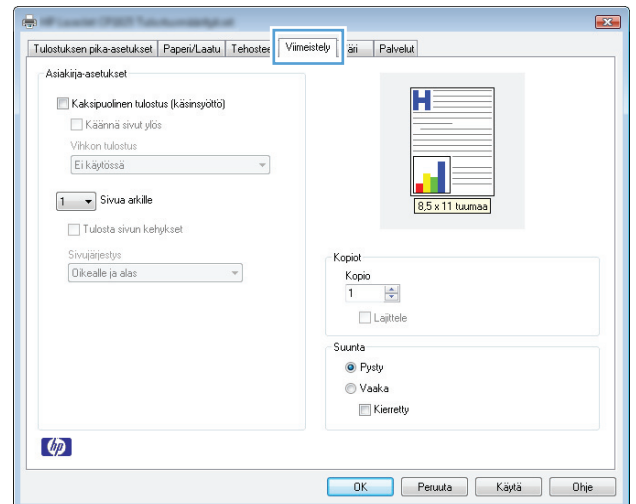 Tulostuksen pika-asetukset Paperi/Laatu Tehostee Viimeistely äri Palvelut
Asiakirja-asetukset
Kaksipuolinen tulostus (käsinsyöttö)
Käännä sivut ylös
Vihkon tulostus
Ei käytössä
1 Sivua arkille
Tulosta sivun kehykset
Sivujärjestys
Oikealle ja alas
H
8,5 x 11 tuumaa
Kopiot
Kopio
1
Lajittele
Suunta
Pysty
Vaaka
Kierretty
hp
OK Peruuta Käytä Ohje